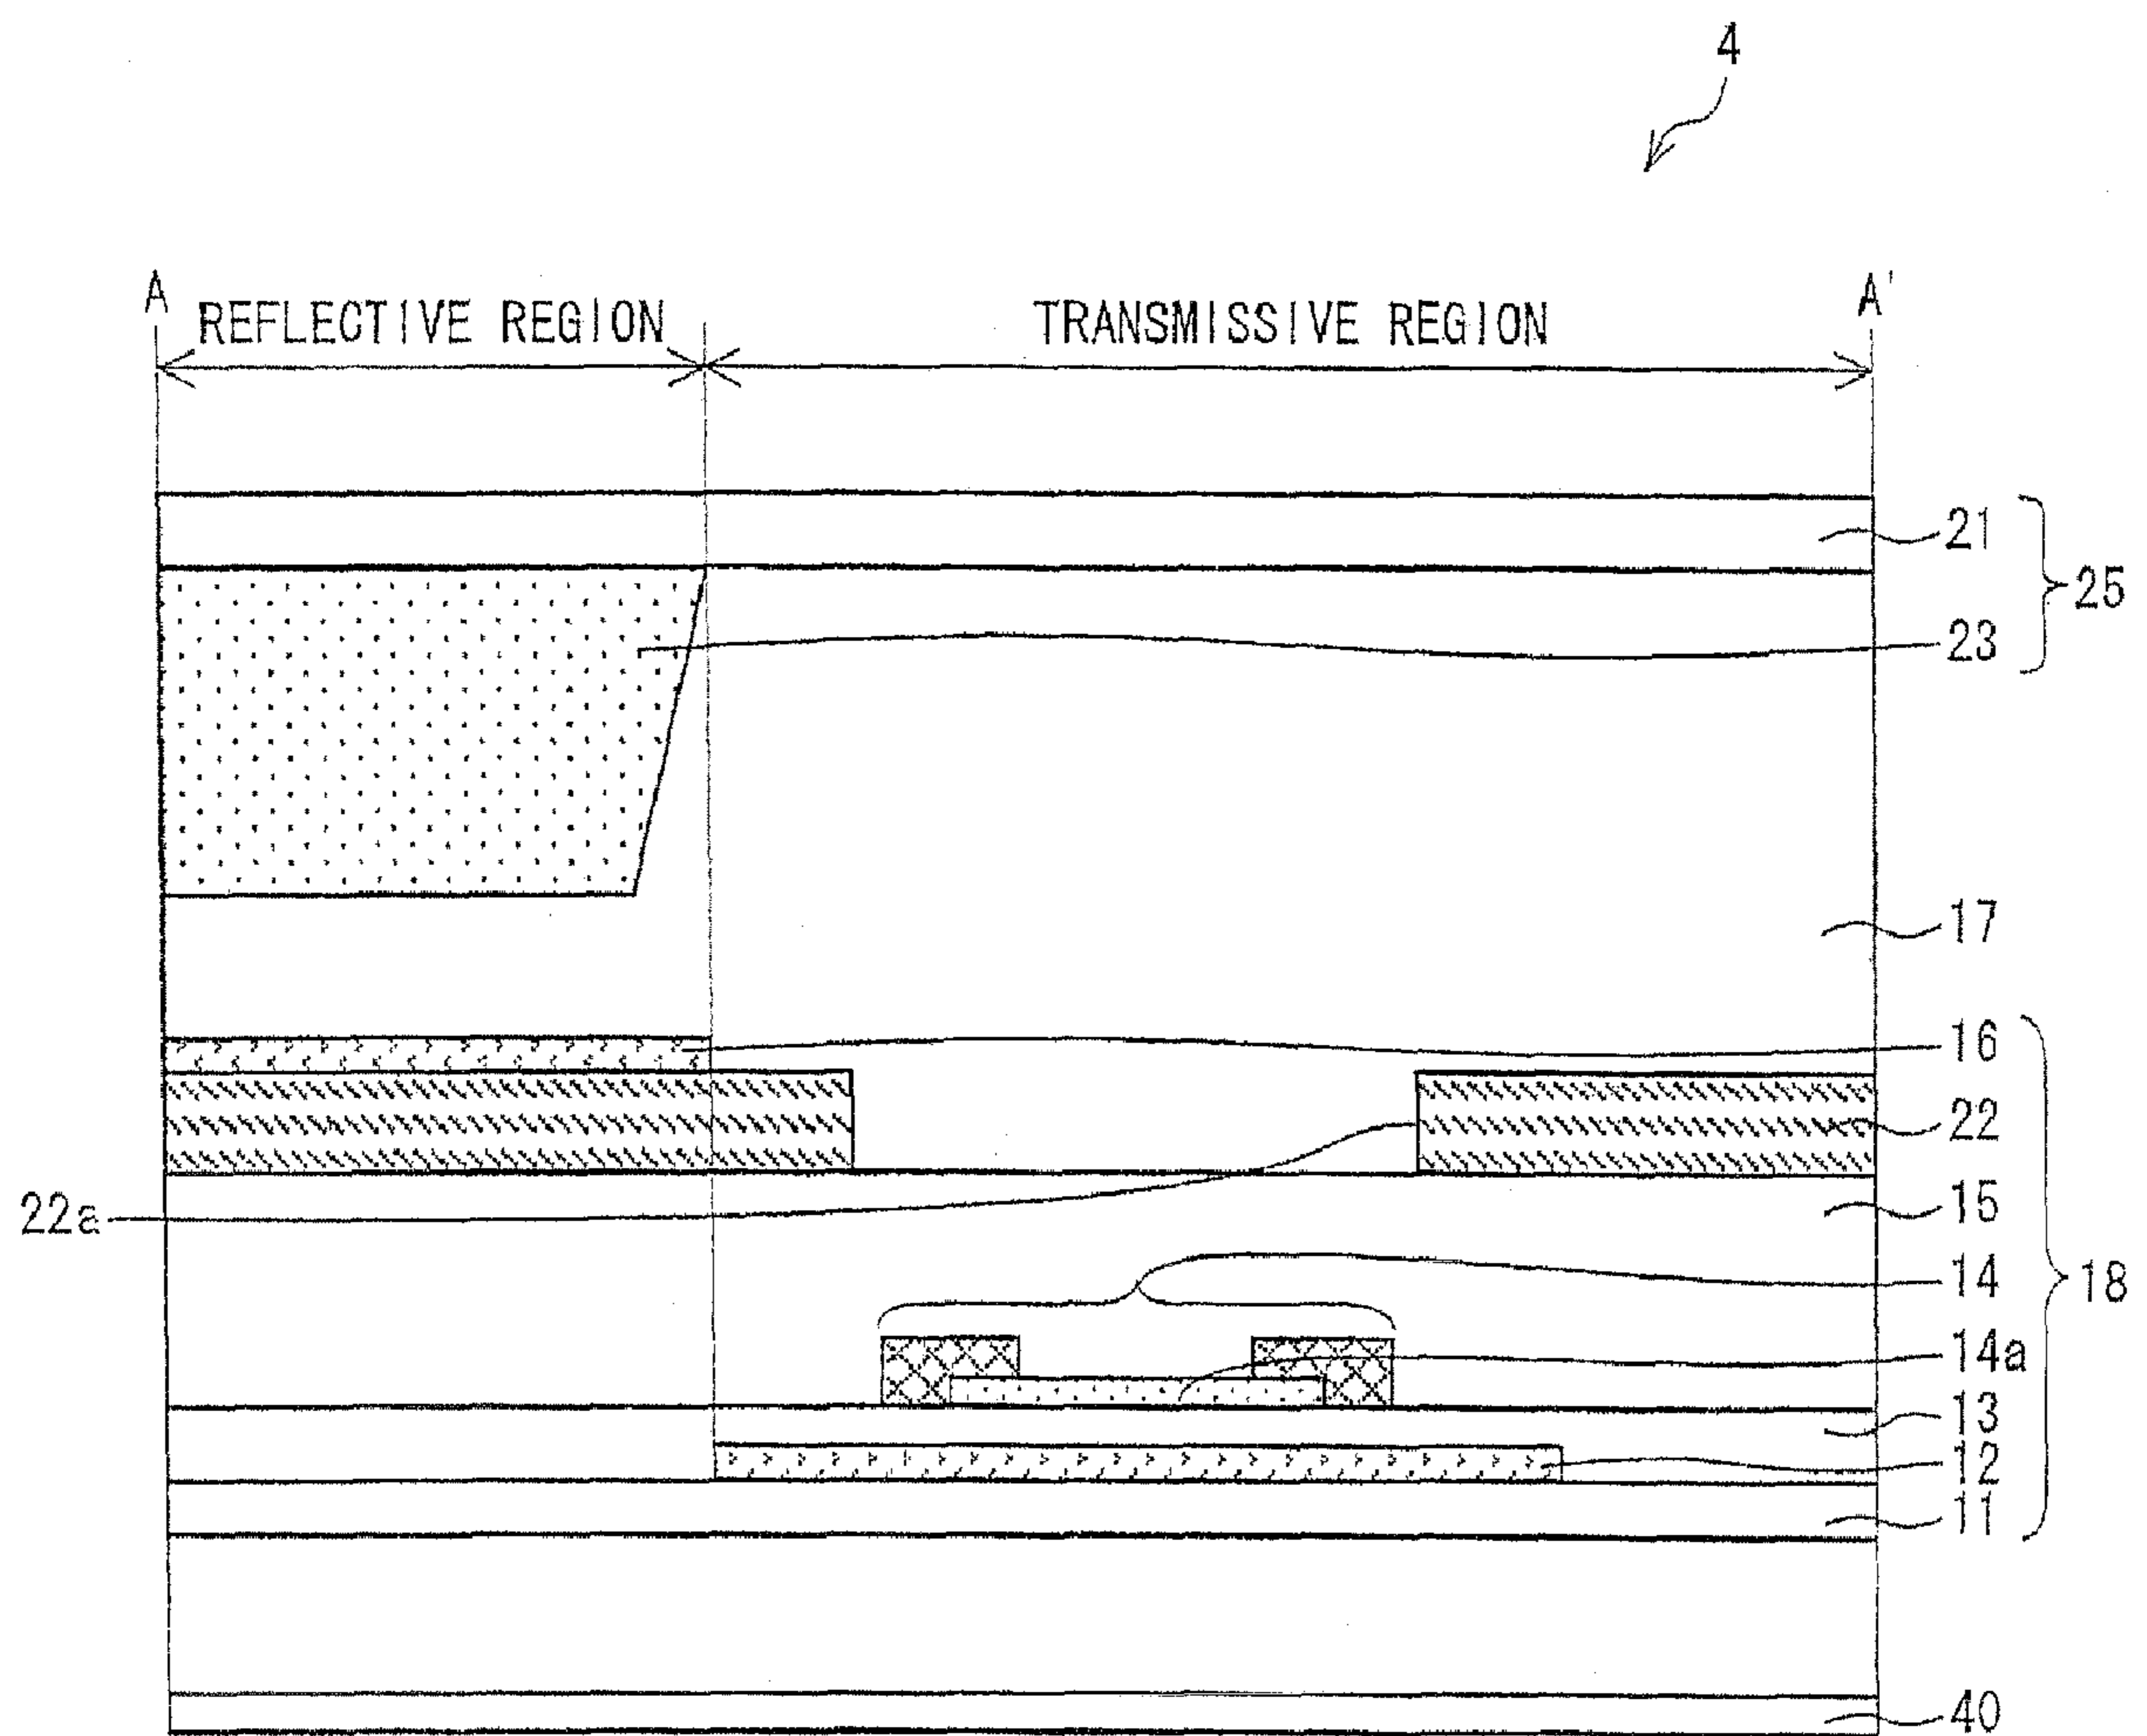 4
A
A'
REFLECTIVE REGION
TRANSMISSIVE REGION
21
25
23
17
16
22
22a
15
14
18
14a
13
12
11
40